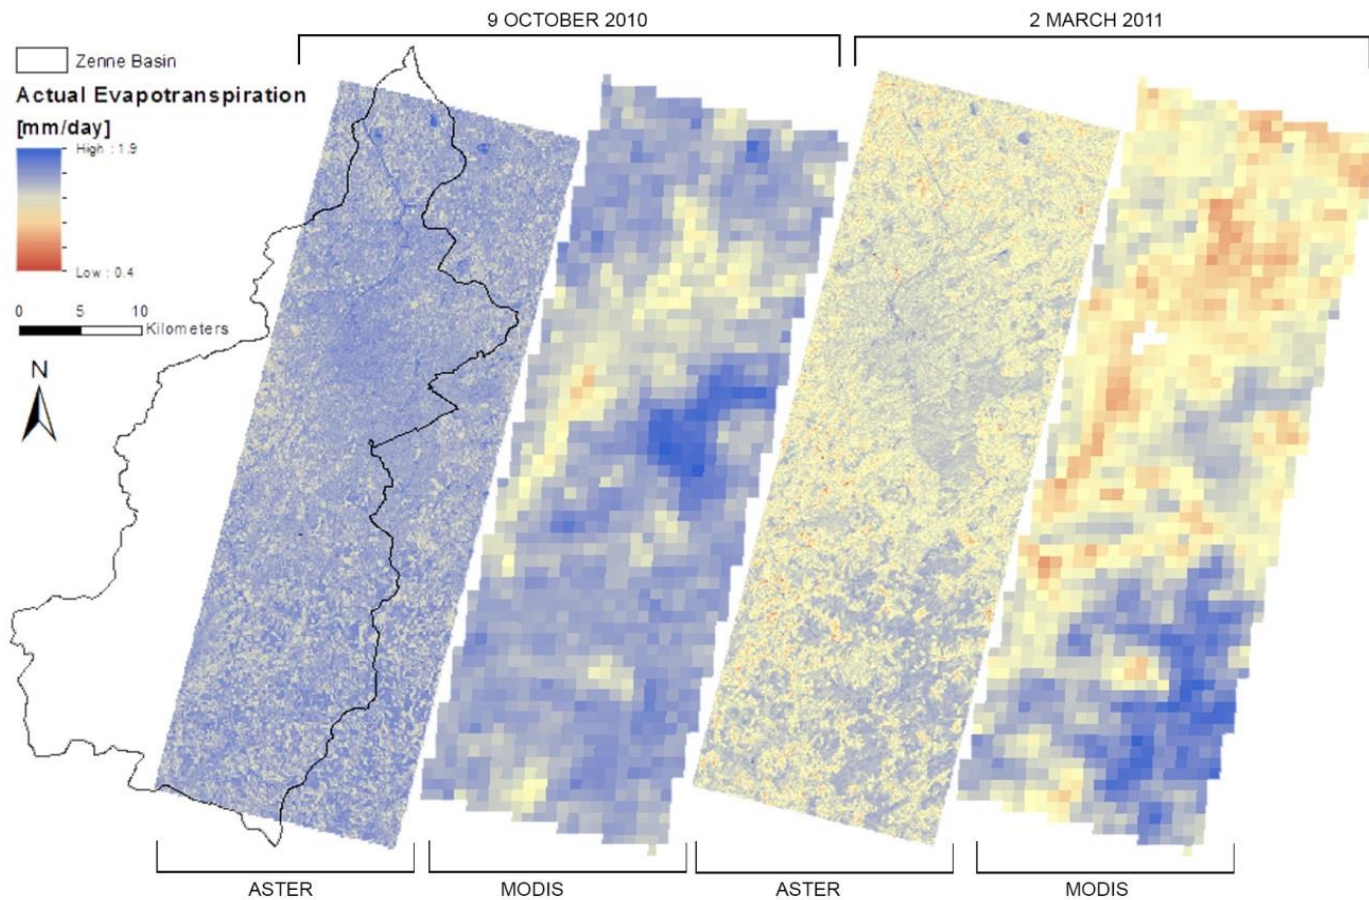 9 OCTOBER 2010
2 MARCH 2011
Zenne Basin
Actual Evapotranspiration
[mm/day]
High : 1.9
Low : 0.4
0 5 10
Kilometers
N
ASTER
MODIS
ASTER
MODIS